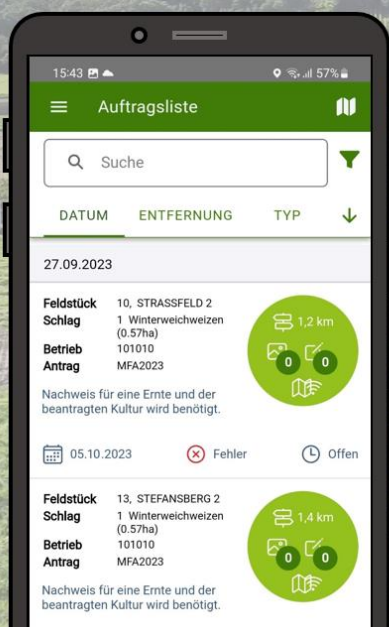 15:43 57%
Auftragsliste
Suche
DATUM ENTFERNUNG TYP
27.09.2023
Feldstück 10, STRASSFELD 2
Schlag 1 Winterweichweizen
(0.57ha)
1,2 km
Betrieb 101010
0 0
Antrag MFA2023
Nachweis für eine Ernte und der
beantragten Kultur wird benötigt.
05.10.2023 Fehler Offen
Feldstück 13, STEFANSBERG 2
Schlag 1 Winterweichweizen
(0.57ha)
1,4 km
Betrieb 101010
0 0
Antrag MFA2023
Nachweis für eine Ernte und der
beantragten Kultur wird benötigt.